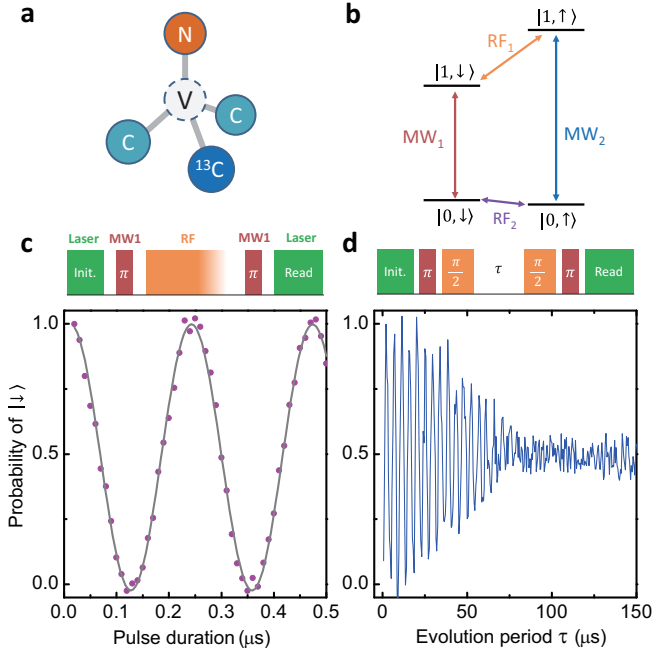 a
N
V
C
C
¹³C
b
|1,↑⟩
RF₁
|1,↓⟩
MW₁
MW₂
|0,↓⟩
|0,↑⟩
RF₂
c
Laser MW1 RF MW1 Laser
Init. π π Read
1.0
0.5
0.0
Probability of |↓⟩
0.0 0.1 0.2 0.3 0.4 0.5
Pulse duration (μs)
d
Init. π π/2 τ π/2 π Read
1.0
0.5
0.0
0 50 100 150
Evolution period τ (μs)